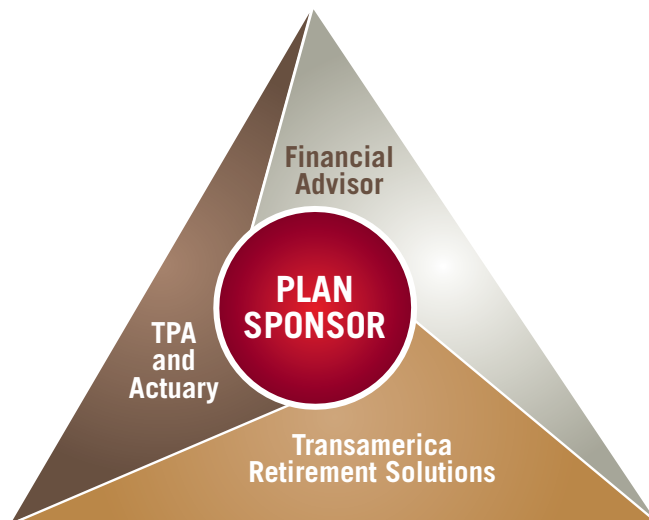 Financial
Advisor
PLAN
SPONSOR
TPA
and
Actuary
Transamerica
Retirement Solutions